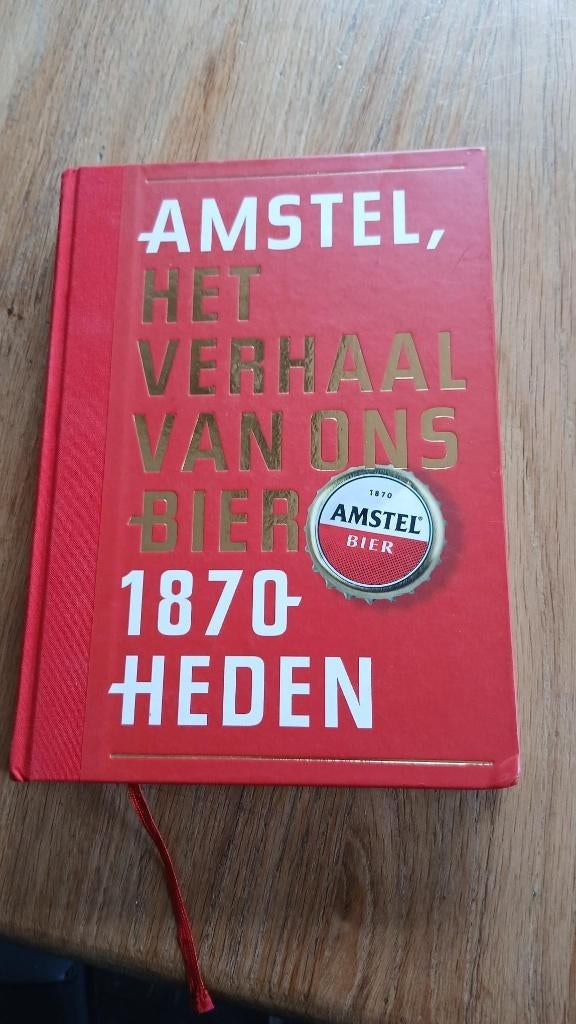 AMSTEL,
HET
VERHAAL
VAN ONS
BIER
1870
AMSTEL®
BIER
1870-
HEDEN